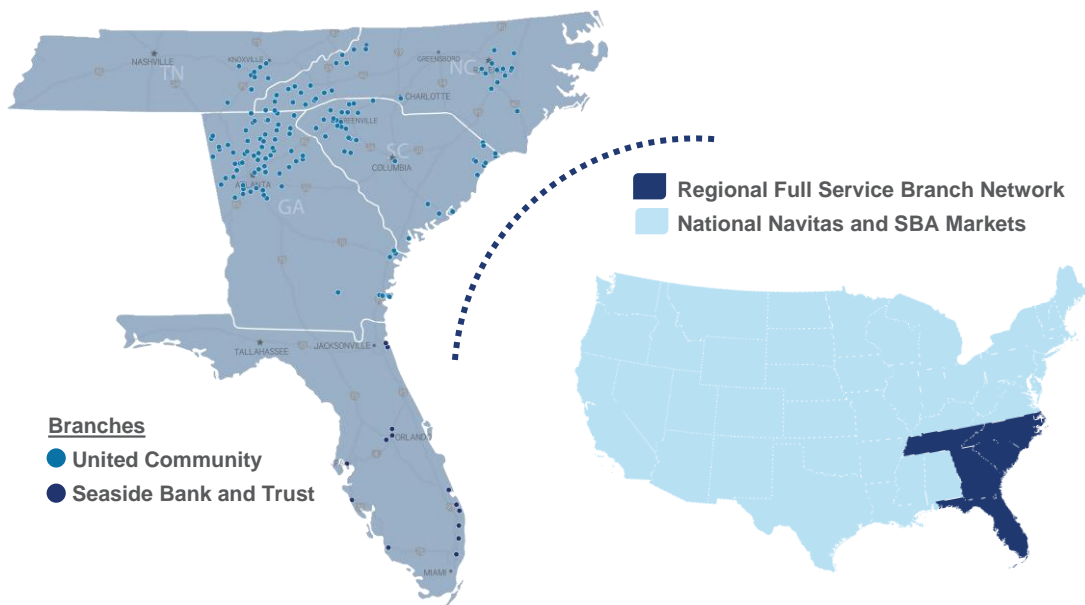 NASHVILLE
TN
KNOXVILLE
GREENSBORO
NC
CHARLOTTE
GREENVILLE
SC
COLUMBIA
ATLANTA
GA
TALLAHASSEE
JACKSONVILLE
ORLANDO
MIAMI
Branches
United Community
Seaside Bank and Trust
Regional Full Service Branch Network
National Navitas and SBA Markets